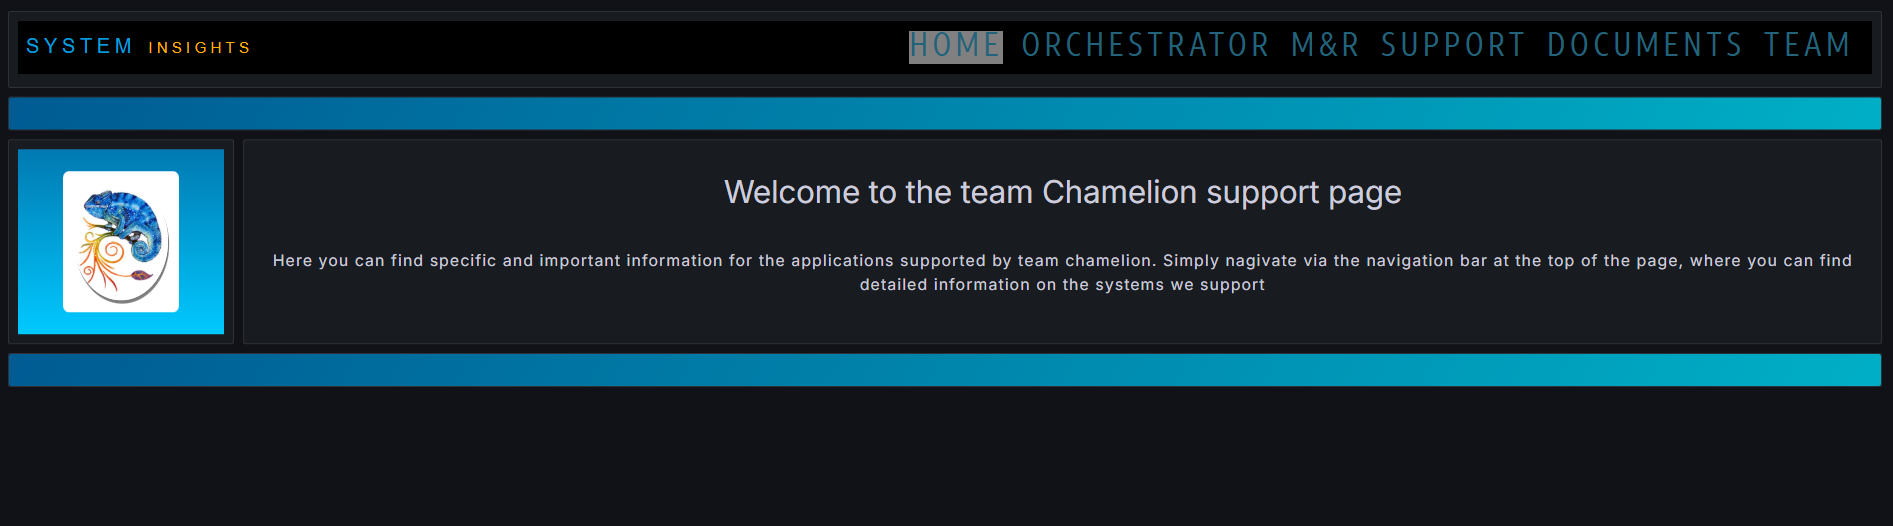 SYSTEM INSIGHTS
HOME ORCHESTRATOR M&R SUPPORT DOCUMENTS TEAM
Welcome to the team Chamelion support page
Here you can find specific and important information for the applications supported by team chamelion. Simply nagivate via the navigation bar at the top of the page, where you can find
detailed information on the systems we support